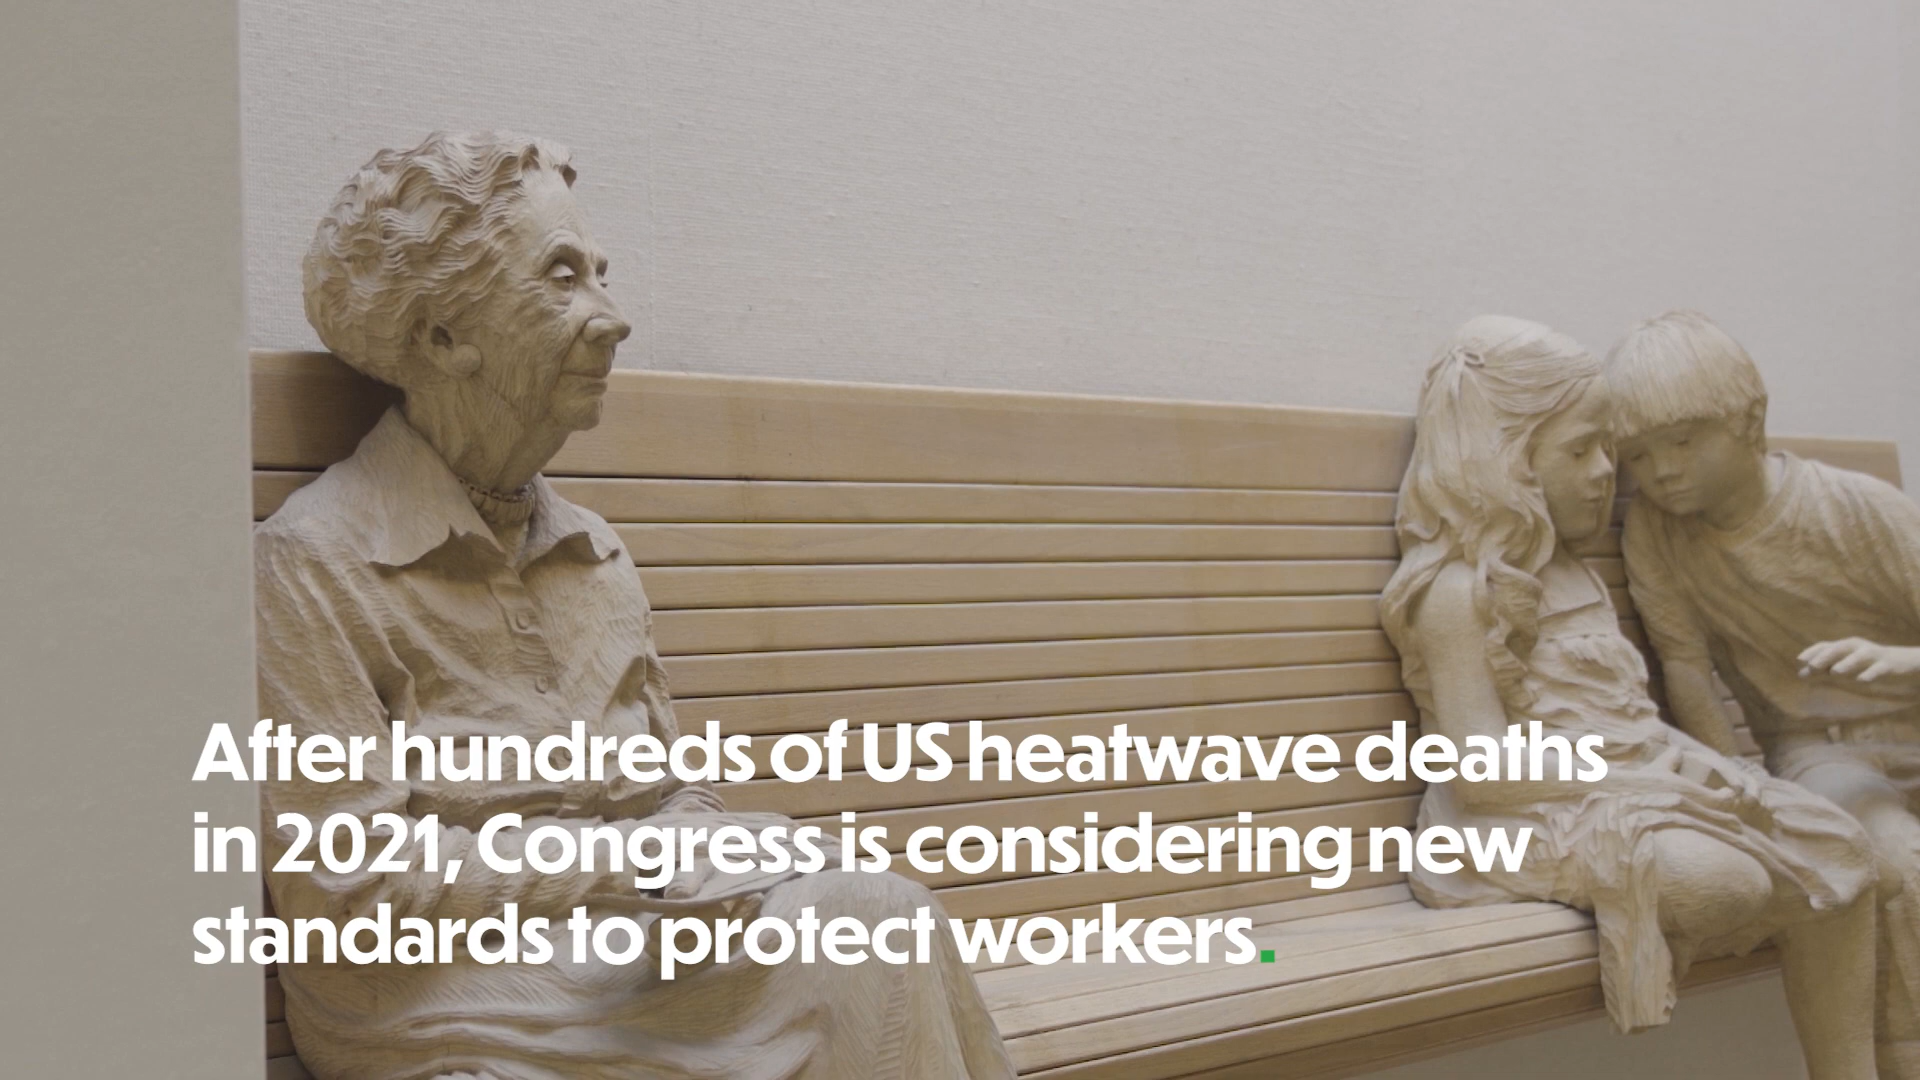 After hundreds of US heatwave deaths
in 2021, Congress is considering new
standards to protect workers.